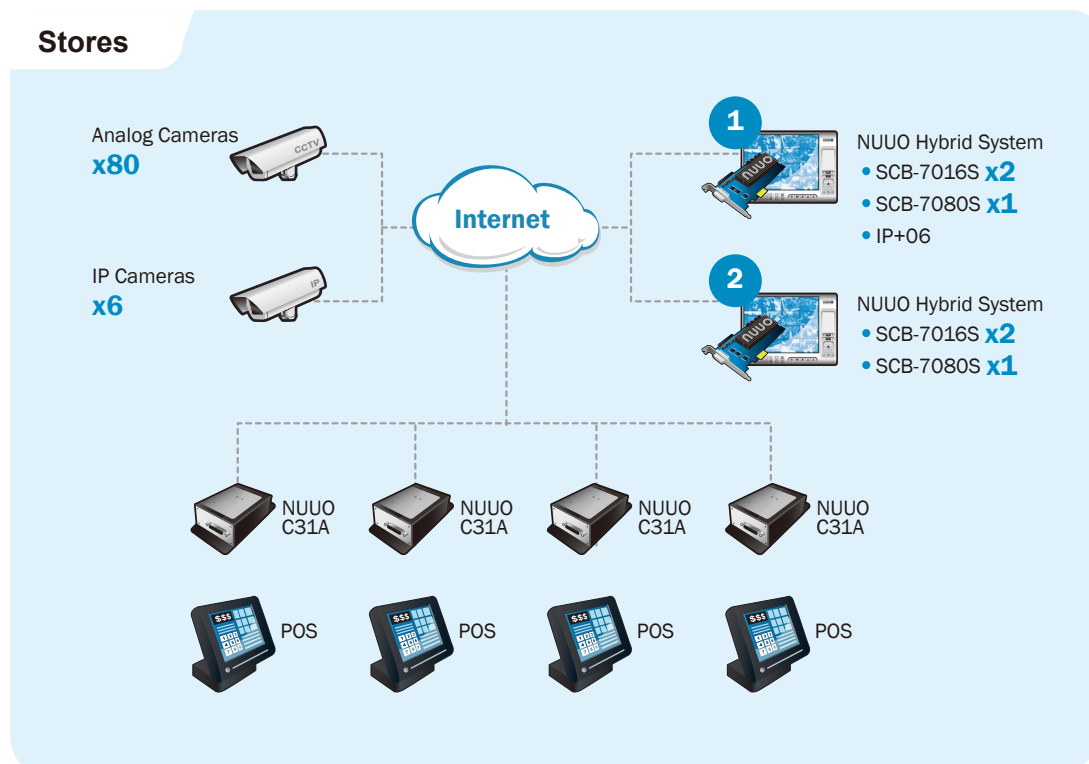 Stores
Analog Cameras
x80
CCTV
IP Cameras
x6
IP
Internet
1
NUUO
NUUO Hybrid System
• SCB-7016S x2
• SCB-7080S x1
• IP+06
2
NUUO
NUUO Hybrid System
• SCB-7016S x2
• SCB-7080S x1
NUUO
C31A
NUUO
C31A
NUUO
C31A
NUUO
C31A
$$$
POS
$$$
POS
$$$
POS
$$$
POS